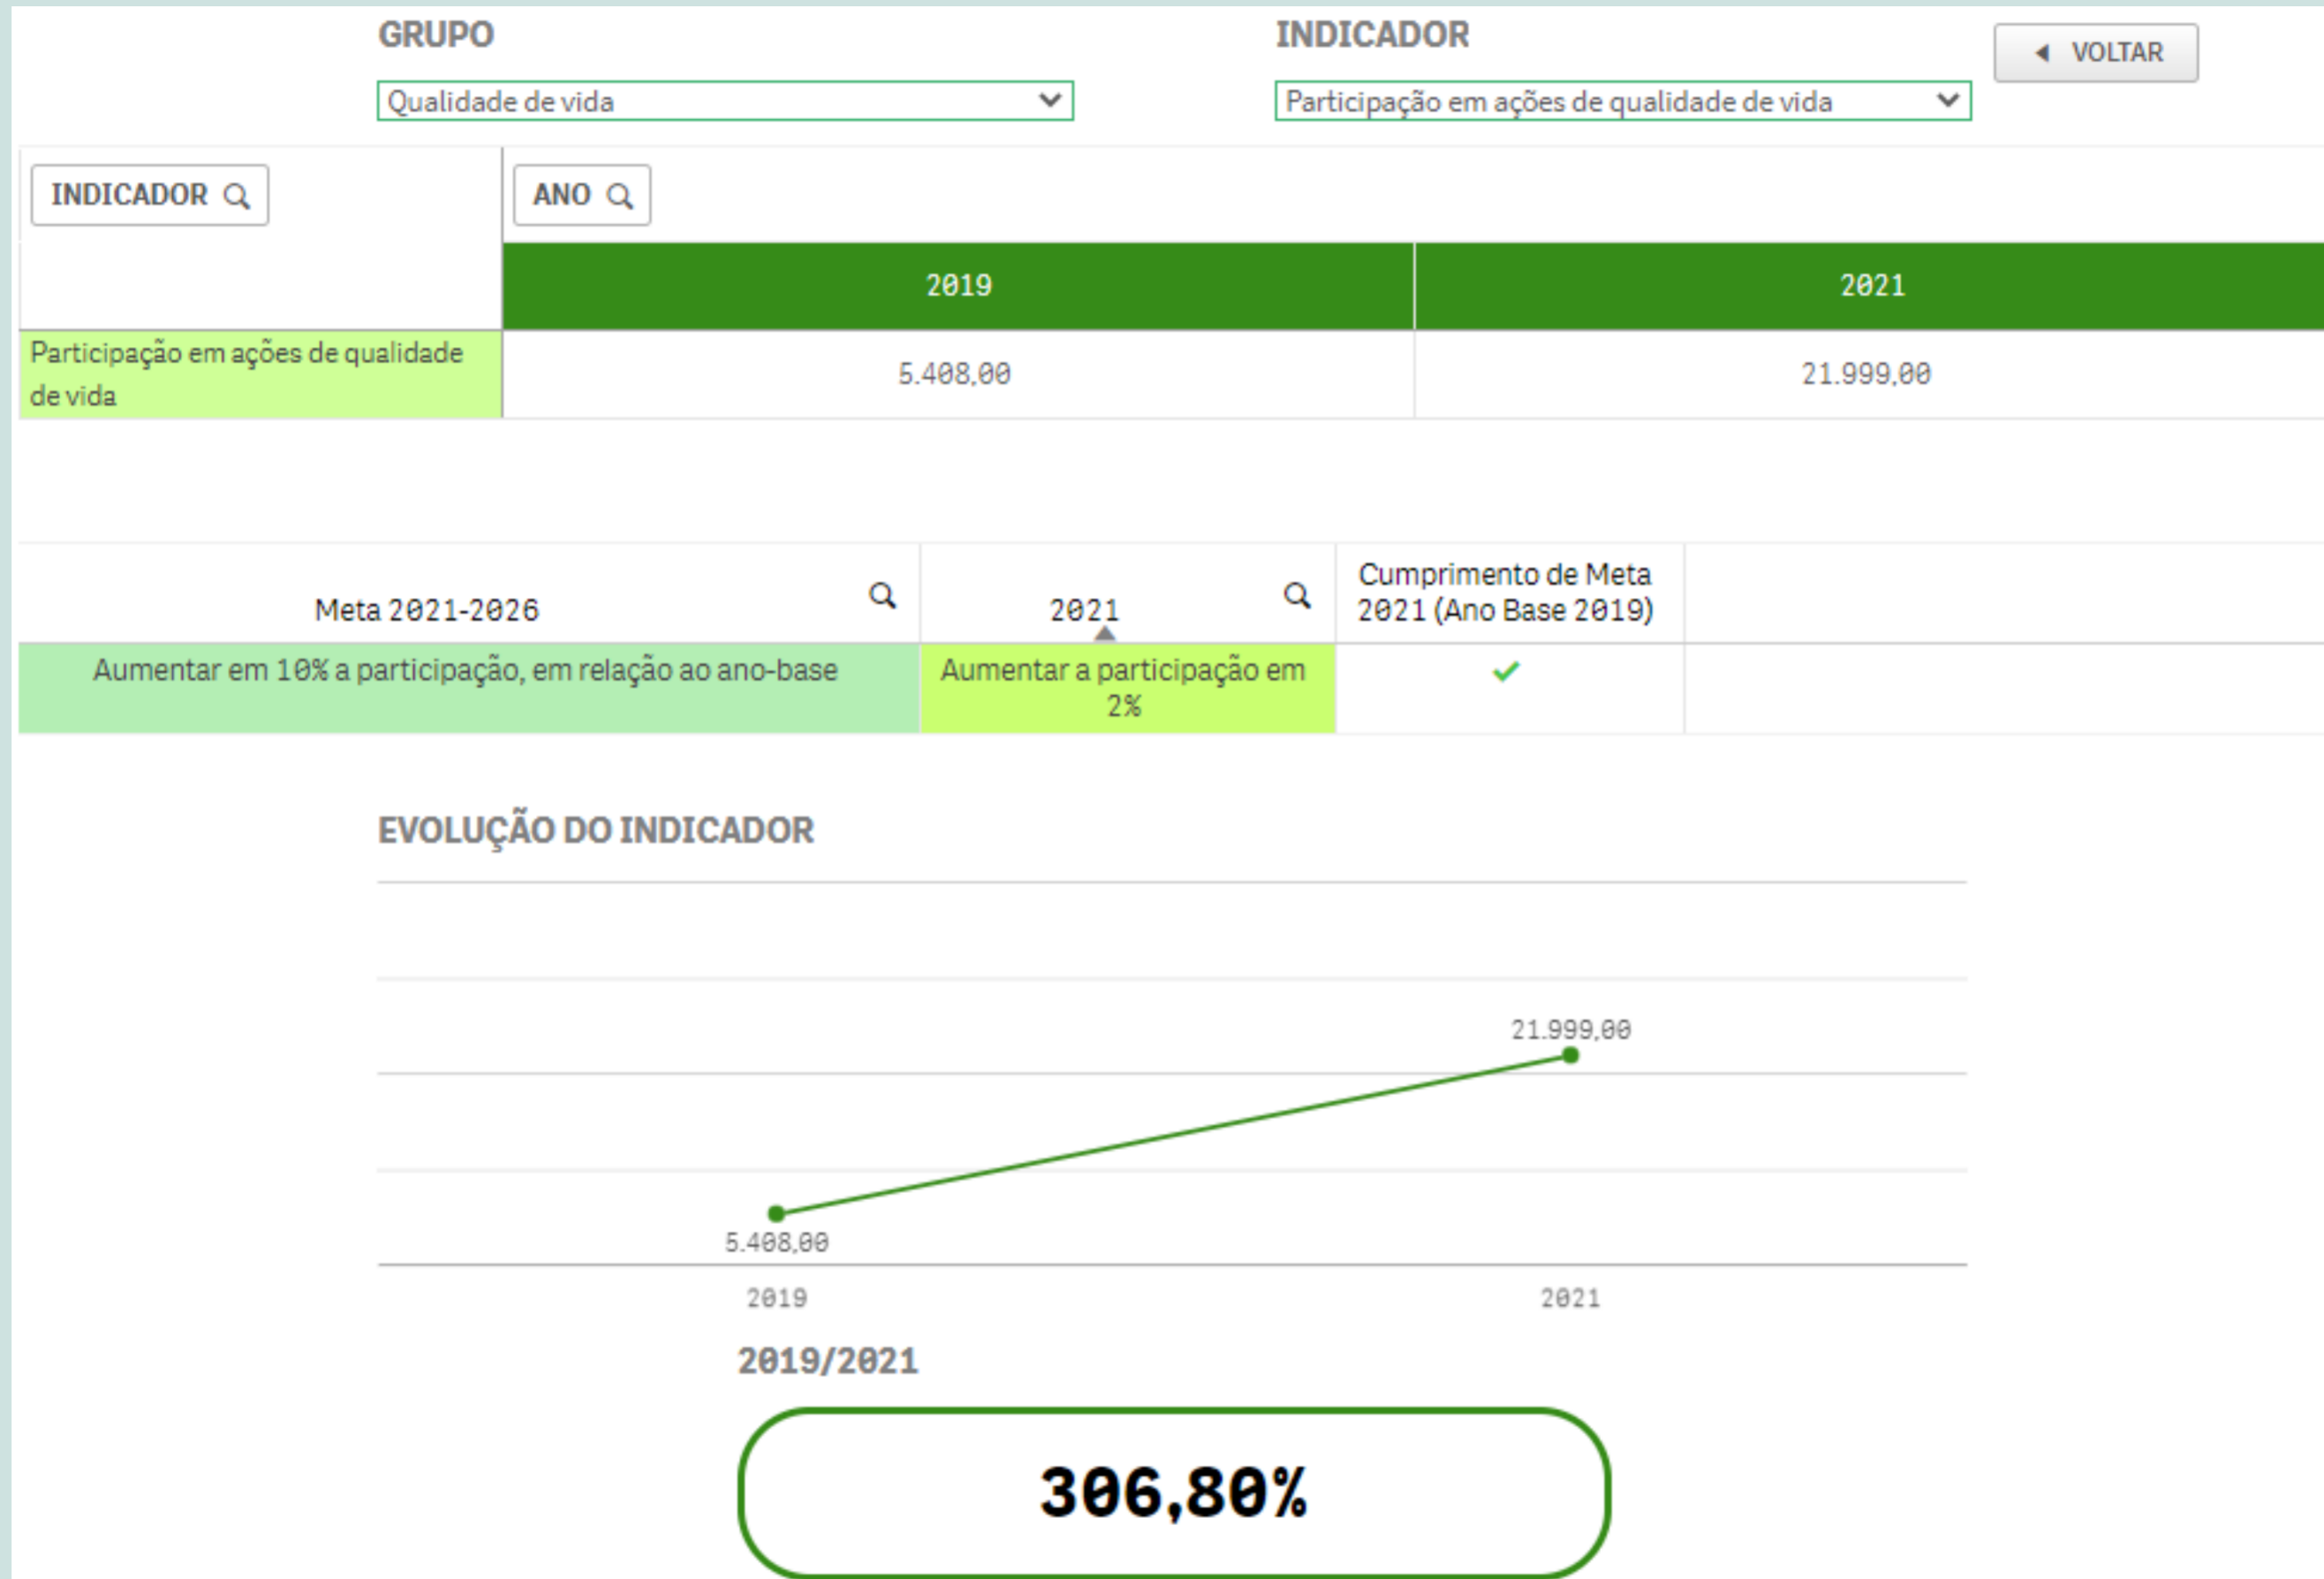 GRUPO
INDICADOR
VOLTAR
Qualidade de vida
Participação em ações de qualidade de vida
INDICADOR
ANO
2019
2021
Participação em ações de qualidade
de vida
5.408,00
21.999,00
Meta 2021-2026
2021
Cumprimento de Meta
2021 (Ano Base 2019)
Aumentar em 10% a participação, em relação ao ano-base
Aumentar a participação em
2%
EVOLUÇÃO DO INDICADOR
21.999,00
5.408,00
2019
2021
2019/2021
306,80%